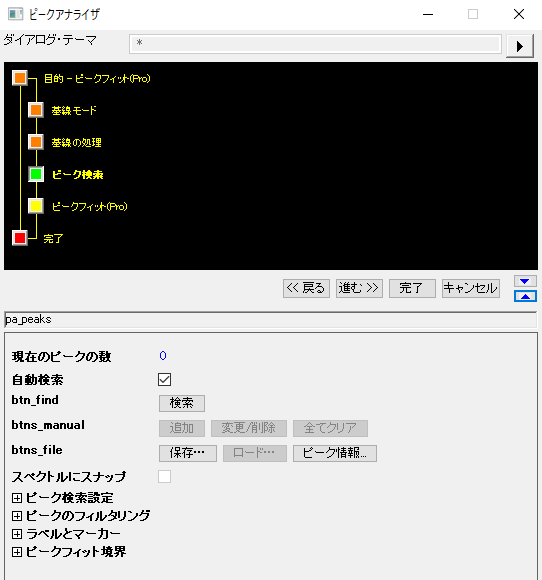 ピークアナライザ
ダイアログ・テーマ *
目的 - ピークフィット(Pro)
基線モード
基線の処理
ピーク検索
ピークフィット(Pro)
完了
<< 戻る 進む >> 完了 キャンセル
pa_peaks
現在のピークの数 0
自動検索
btn_find 検索
btns_manual 追加 変更/削除 全てクリア
btns_file 保存… ロード… ピーク情報...
スペクトルにスナップ
ピーク検索設定
ピークのフィルタリング
ラベルとマーカー
ピークフィット境界